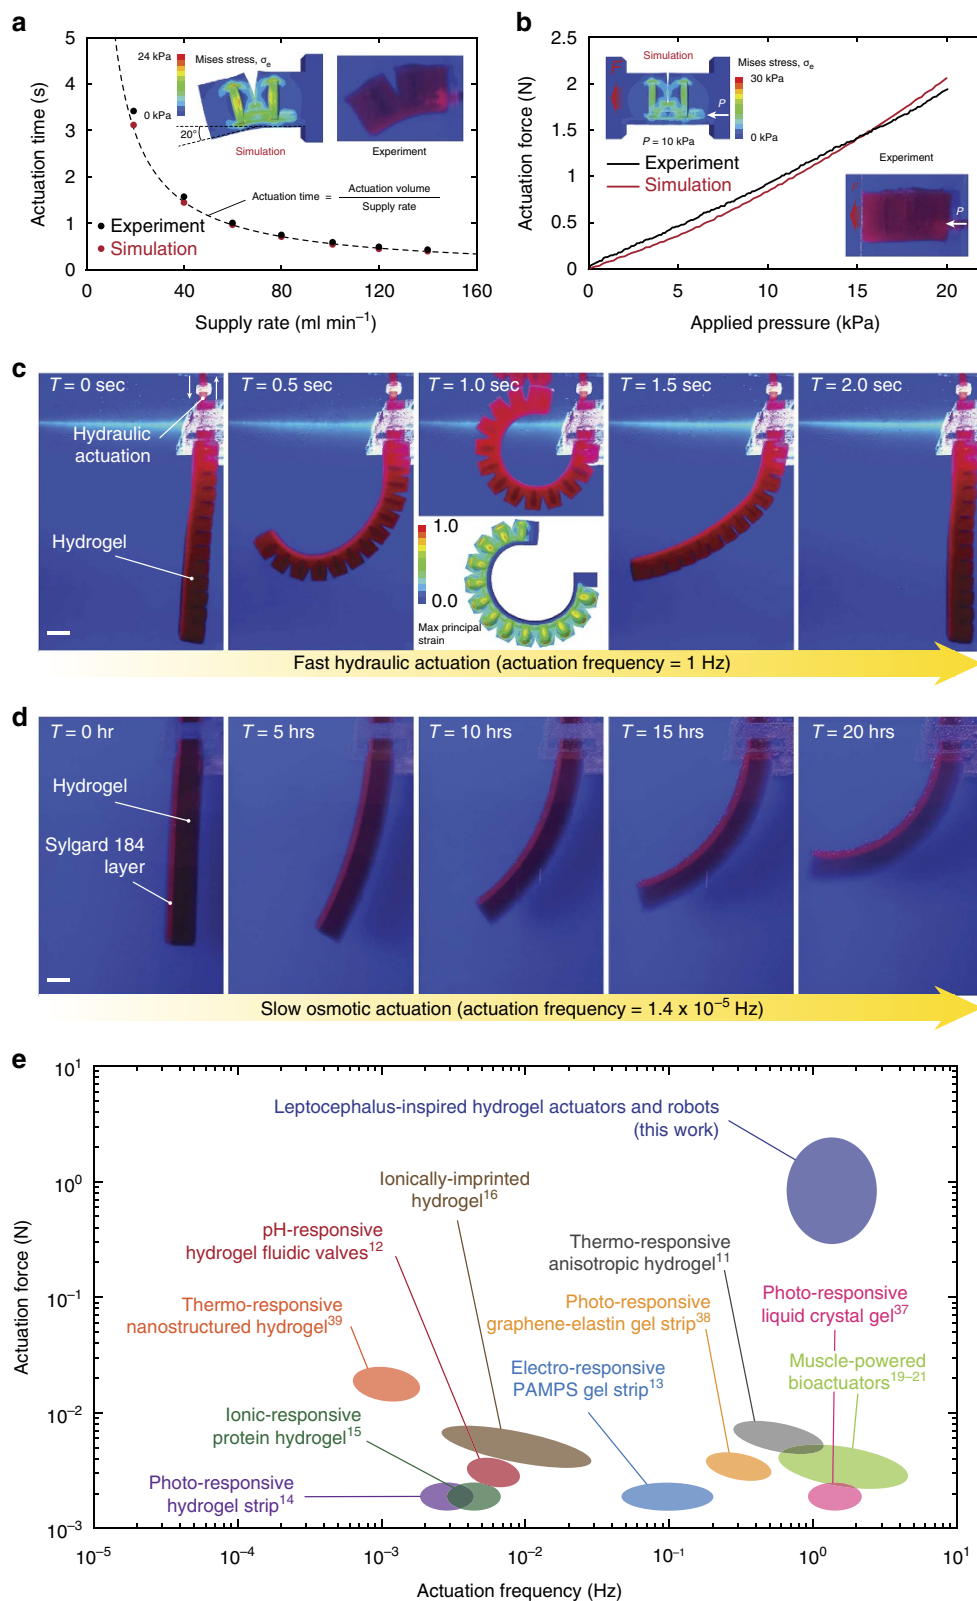 a
5
4
3
2
1
0
Actuation time (s)
0
40
80
120
160
Supply rate (ml min⁻¹)
24 kPa
0 kPa
Mises stress, σₑ
20°
Simulation
Experiment
Actuation time = Actuation volume / Supply rate
Experiment
Simulation
b
2.5
2
1.5
1
0.5
0
Actuation force (N)
0
5
10
15
20
Applied pressure (kPa)
Simulation
Mises stress, σₑ
30 kPa
0 kPa
P
P = 10 kPa
Experiment
Simulation
Experiment
P
c
T = 0 sec
T = 0.5 sec
T = 1.0 sec
T = 1.5 sec
T = 2.0 sec
Hydraulic
actuation
Hydrogel
1.0
0.0
Max principal
strain
Fast hydraulic actuation (actuation frequency = 1 Hz)
d
T = 0 hr
T = 5 hrs
T = 10 hrs
T = 15 hrs
T = 20 hrs
Hydrogel
Sylgard 184
layer
Slow osmotic actuation (actuation frequency = 1.4 x 10⁻⁵ Hz)
e
10¹
10⁰
10⁻¹
10⁻²
10⁻³
Actuation force (N)
Leptocephalus-inspired hydrogel actuators and robots
(this work)
Ionically-imprinted
hydrogel¹⁶
pH-responsive
hydrogel fluidic valves¹²
Thermo-responsive
anisotropic hydrogel¹¹
Thermo-responsive
nanostructured hydrogel³⁹
Photo-responsive
graphene-elastin gel strip³⁸
Photo-responsive
liquid crystal gel³⁷
Electro-responsive
PAMPS gel strip¹³
Muscle-powered
bioactuators¹⁹⁻²¹
Ionic-responsive
protein hydrogel¹⁵
Photo-responsive
hydrogel strip¹⁴
10⁻⁵
10⁻⁴
10⁻³
10⁻²
10⁻¹
10⁰
10¹
Actuation frequency (Hz)